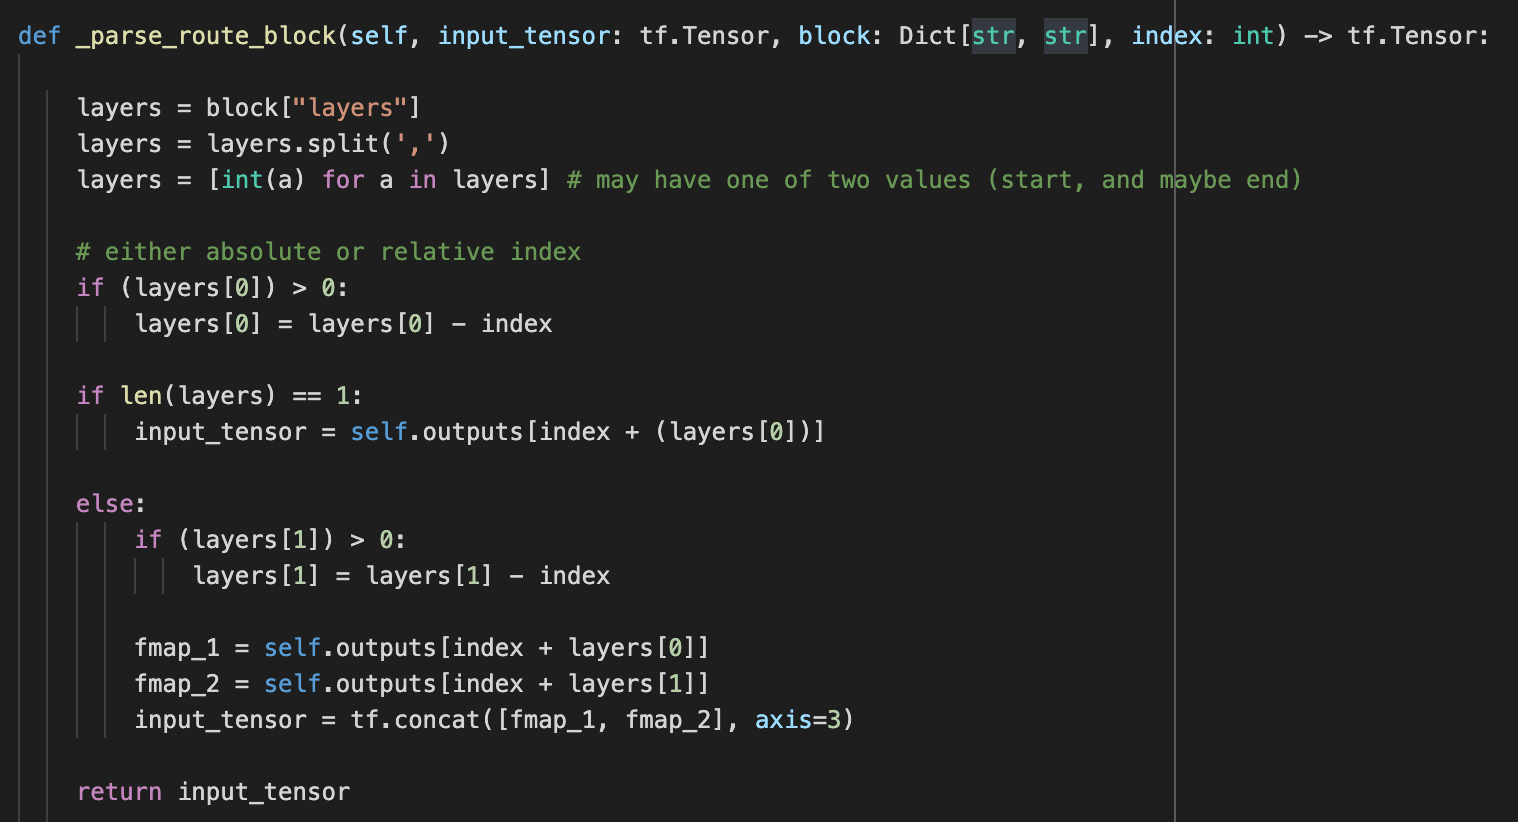 def _parse_route_block(self, input_tensor: tf.Tensor, block: Dict[str, str], index: int) -> tf.Tensor:
layers = block["layers"]
layers = layers.split(',')
layers = [int(a) for a in layers] # may have one of two values (start, and maybe end)
# either absolute or relative index
if (layers[0]) > 0:
layers[0] = layers[0] - index
if len(layers) == 1:
input_tensor = self.outputs[index + (layers[0])]
else:
if (layers[1]) > 0:
layers[1] = layers[1] - index
fmap_1 = self.outputs[index + layers[0]]
fmap_2 = self.outputs[index + layers[1]]
input_tensor = tf.concat([fmap_1, fmap_2], axis=3)
return input_tensor